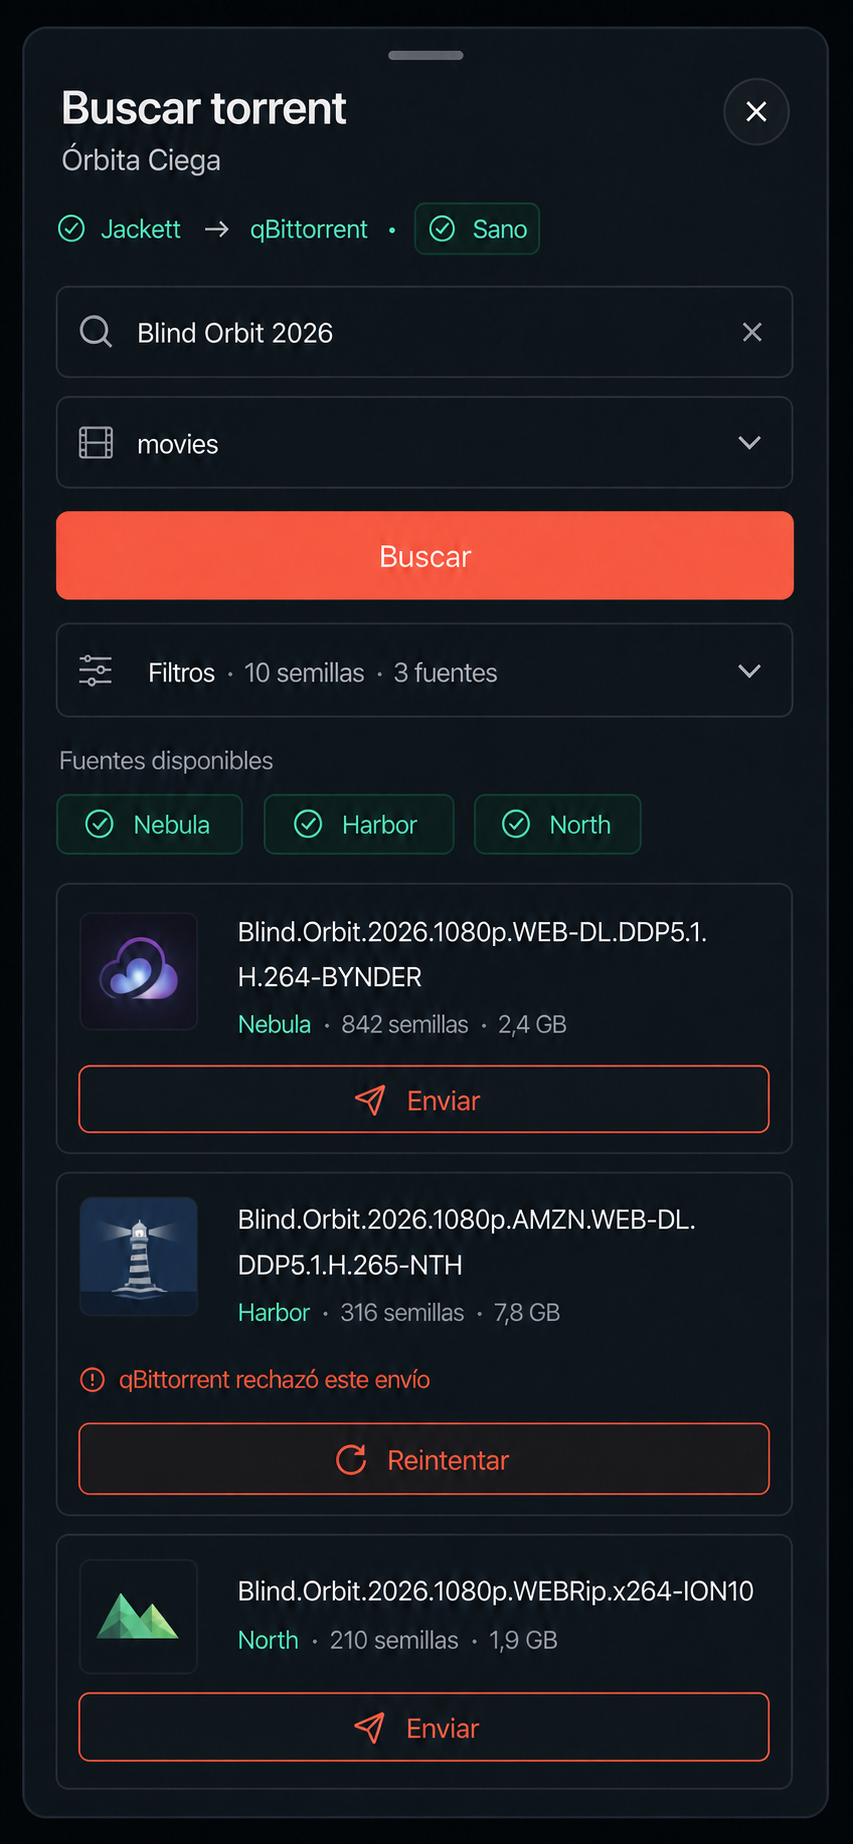 Buscar torrent
Órbita Ciega
Jackett → qBittorrent • Sano
Blind Orbit 2026
movies
Buscar
Filtros · 10 semillas · 3 fuentes
Fuentes disponibles
Nebula Harbor North
Blind.Orbit.2026.1080p.WEB-DL.DDP5.1.
H.264-BYNDER
Nebula · 842 semillas · 2,4 GB
Enviar
Blind.Orbit.2026.1080p.AMZN.WEB-DL.
DDP5.1.H.265-NTH
Harbor · 316 semillas · 7,8 GB
qBittorrent rechazó este envío
Reintentar
Blind.Orbit.2026.1080p.WEBRip.x264-ION10
North · 210 semillas · 1,9 GB
Enviar